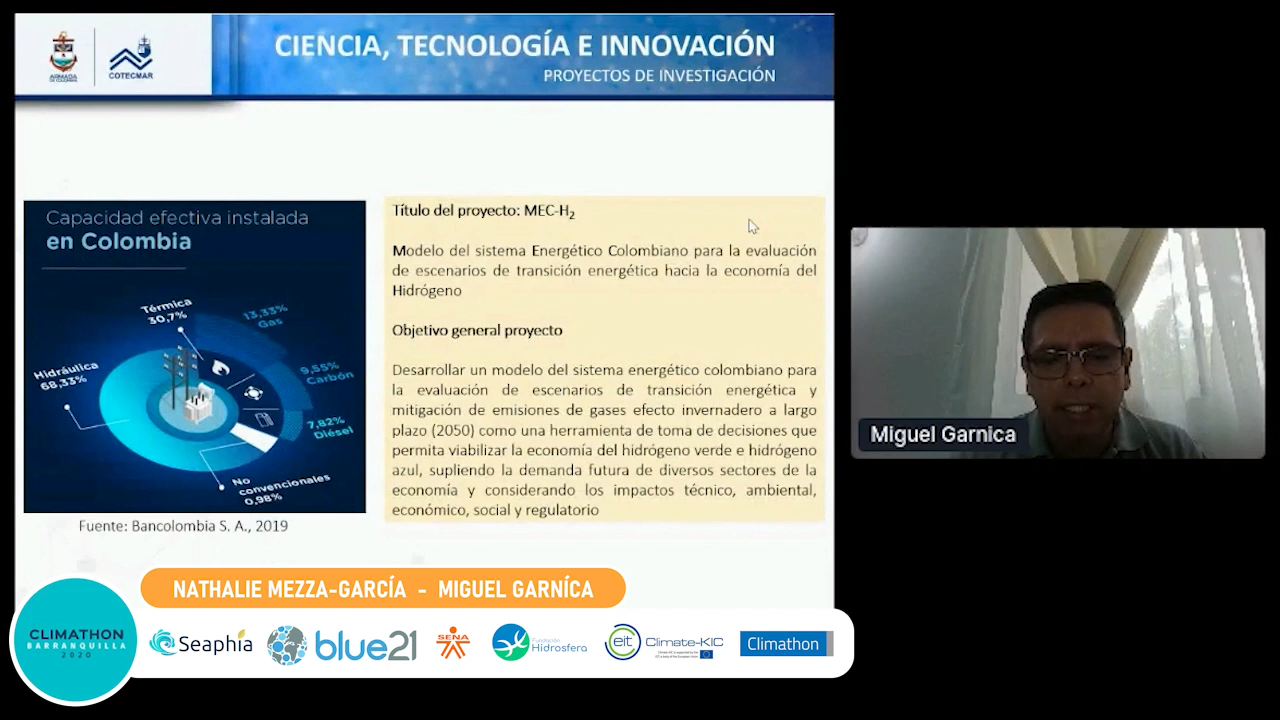 ARMADA
DE COLOMBIA
COTECMAR
CIENCIA, TECNOLOGÍA E INNOVACIÓN
PROYECTOS DE INVESTIGACIÓN
Capacidad efectiva instalada
en Colombia
Térmica
30,7%
13,33%
Gas
9,55%
Carbón
7,82%
Diésel
Hidráulica
68,33%
No
convencionales
0,98%
Fuente: Bancolombia S. A., 2019
Título del proyecto: MEC-H₂
Modelo del sistema Energético Colombiano para la evaluación
de escenarios de transición energética hacia la economía del
Hidrógeno
Objetivo general proyecto
Desarrollar un modelo del sistema energético colombiano para
la evaluación de escenarios de transición energética y
mitigación de emisiones de gases efecto invernadero a largo
plazo (2050) como una herramienta de toma de decisiones que
permita viabilizar la economía del hidrógeno verde e hidrógeno
azul, supliendo la demanda futura de diversos sectores de la
economía y considerando los impactos técnico, ambiental,
económico, social y regulatorio
Miguel Garnica
NATHALIE MEZZA-GARCÍA - MIGUEL GARNÍCA
CLIMATHON
BARRANQUILLA
2020
Seaphia
blue21
SENA
Fundación
Hidrosfera
eit
Climate-KIC
Climathon